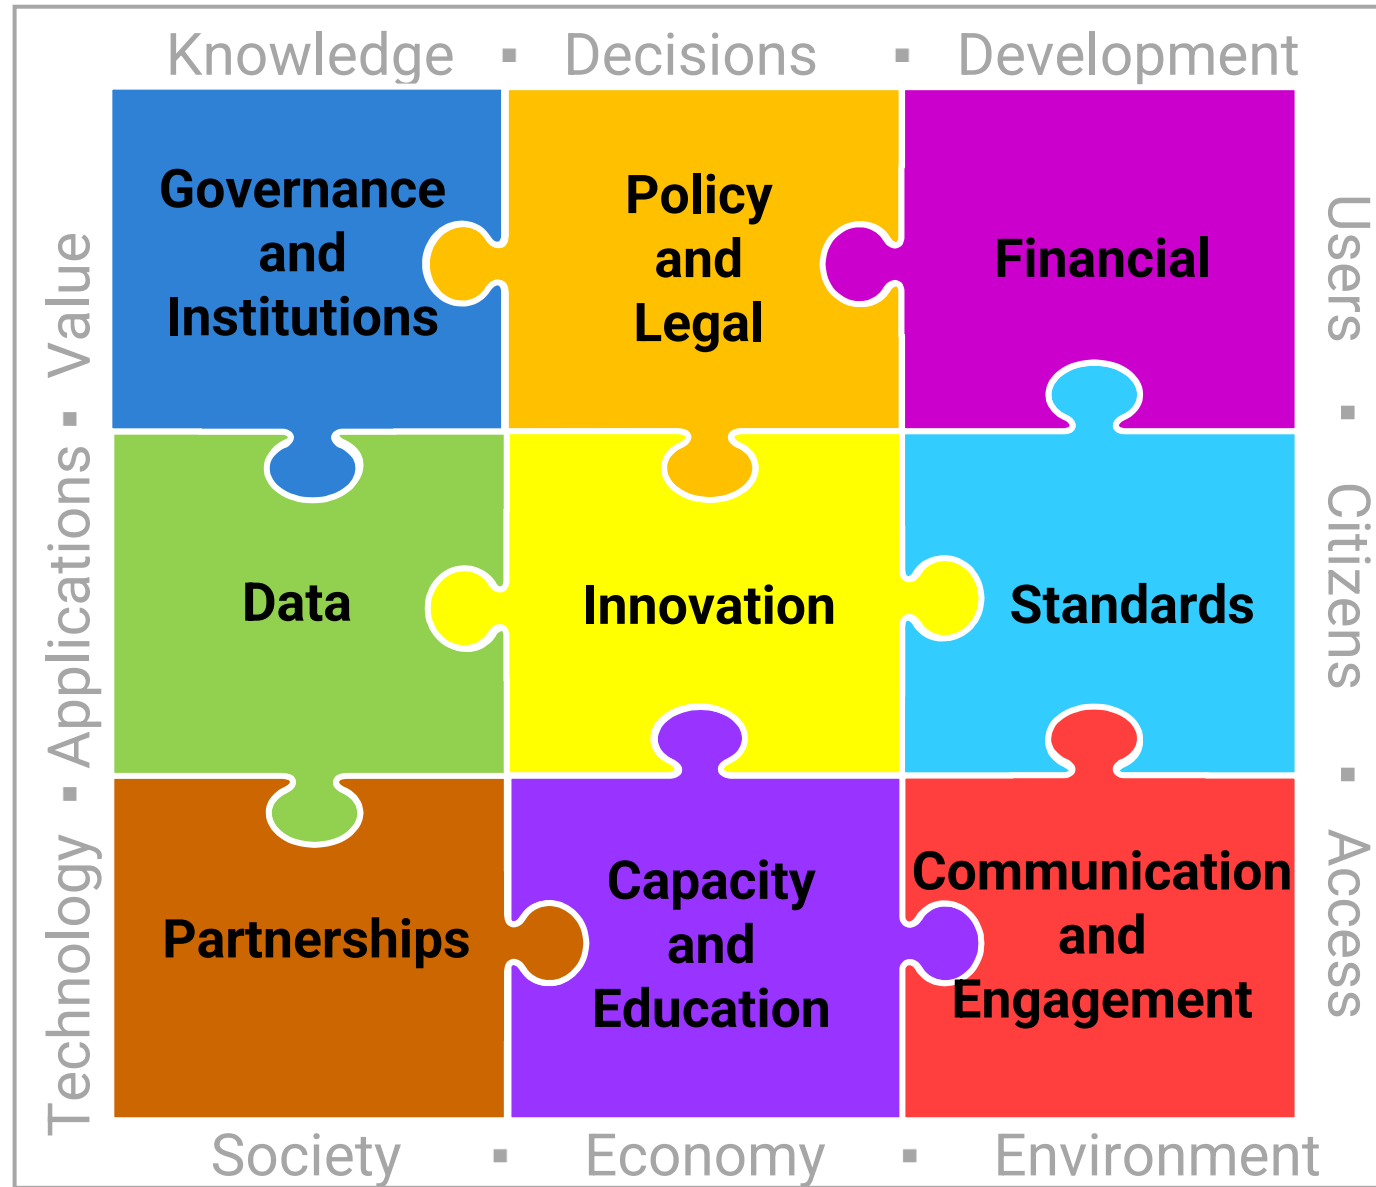 Knowledge ▪ Decisions ▪ Development
Governance
and
Institutions
Policy
and
Legal
Financial
Data
Innovation
Standards
Partnerships
Capacity
and
Education
Communication
and
Engagement
Technology ▪ Applications ▪ Value
Users ▪ Citizens ▪ Access
Society ▪ Economy ▪ Environment